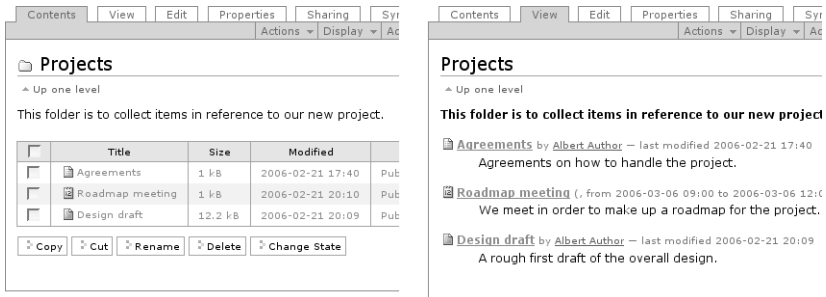 Contents View Edit Properties Sharing
Actions Display
Projects
Up one level
This folder is to collect items in reference to our new project.
Title Size Modified
Agreements 1 kB 2006-02-21 17:40 Pub
Roadmap meeting 1 kB 2006-02-21 20:10 Pub
Design draft 12.2 kB 2006-02-21 20:09 Pub
Copy Cut Rename Delete Change State
Contents View Edit Properties Sharing
Actions Display
Projects
Up one level
This folder is to collect items in reference to our new project
Agreements by Albert Author — last modified 2006-02-21 17:40
Agreements on how to handle the project.
Roadmap meeting (, from 2006-03-06 09:00 to 2006-03-06 12:0
We meet in order to make up a roadmap for the project.
Design draft by Albert Author — last modified 2006-02-21 20:09
A rough first draft of the overall design.